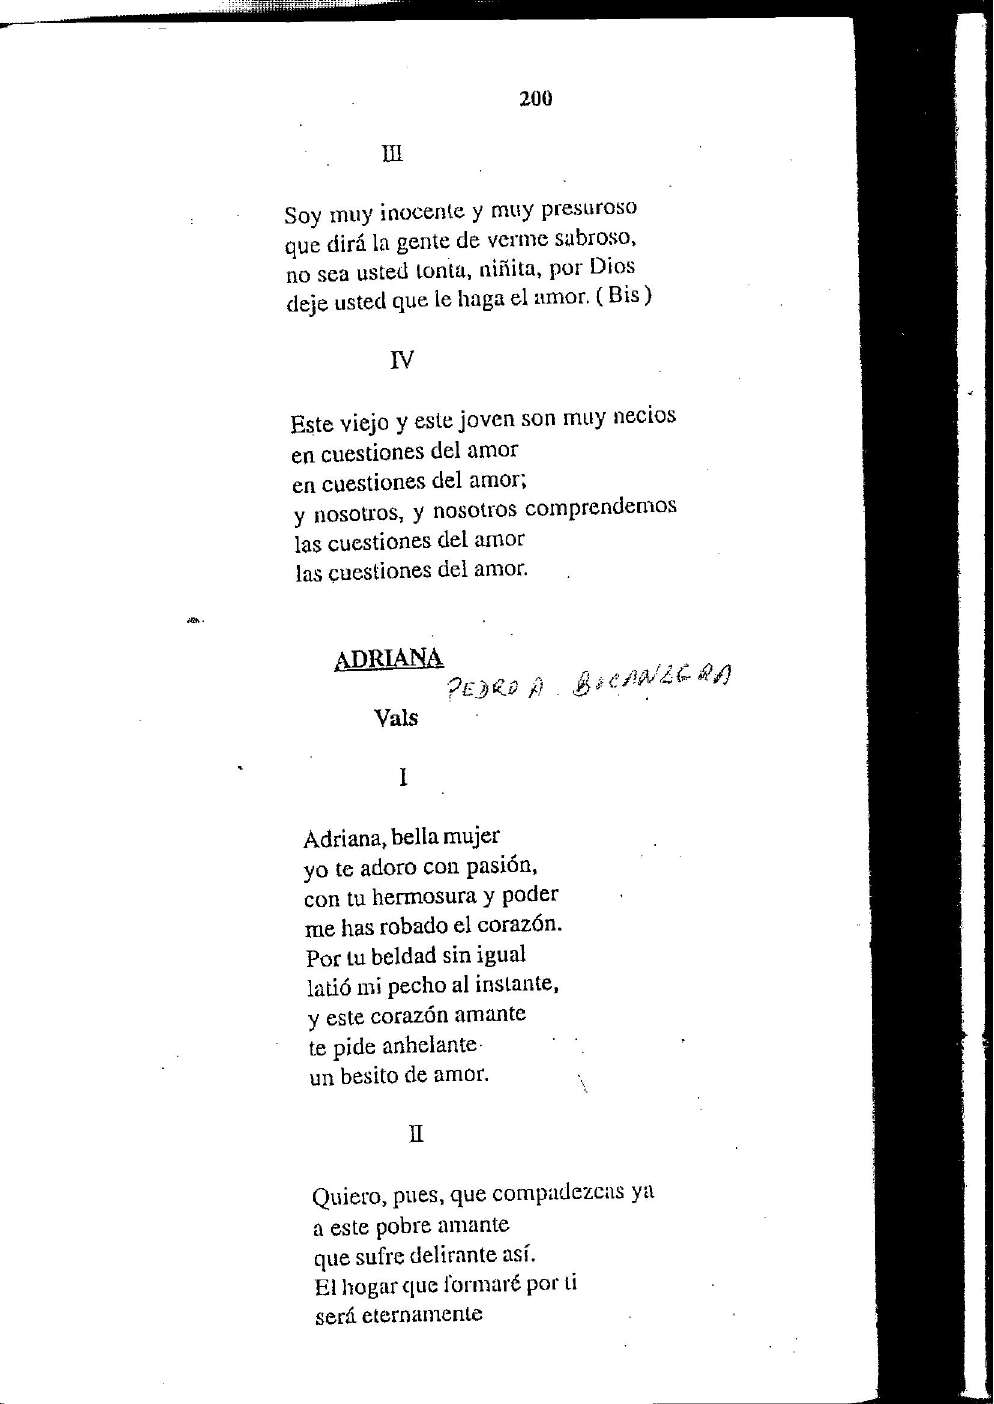 200
III
Soy muy inocente y muy presuroso
que dirá la gente de verme sabroso,
no sea usted tonta, niñita, por Dios
deje usted que le haga el amor. ( Bis )
IV
Este viejo y este joven son muy necios
en cuestiones del amor
en cuestiones del amor;
y nosotros, y nosotros comprendemos
las cuestiones del amor
las cuestiones del amor.
ADRIANA
PEDRO A. BOCANEGRA
Vals
I
Adriana, bella mujer
yo te adoro con pasión,
con tu hermosura y poder
me has robado el corazón.
Por tu beldad sin igual
latió mi pecho al instante,
y este corazón amante
te pide anhelante
un besito de amor.
II
Quiero, pues, que compadezcas ya
a este pobre amante
que sufre delirante así.
El hogar que formaré por ti
será eternamente